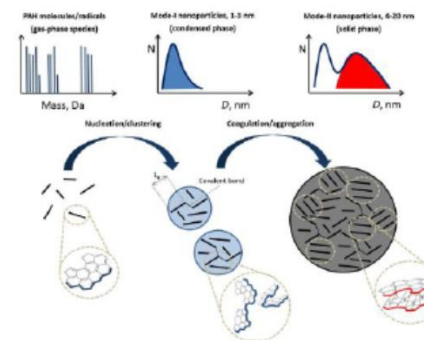 PAH molecules/radicals
(gas-phase species)
Mode-I nanoparticles, 1-3 nm
(condensed phase)
Mode-II nanoparticles, 6-20 nm
(solid phase)
N
N
Mass, Da
D, nm
D, nm
Nucleation/clustering
Coagulation/aggregation
Covalent bond